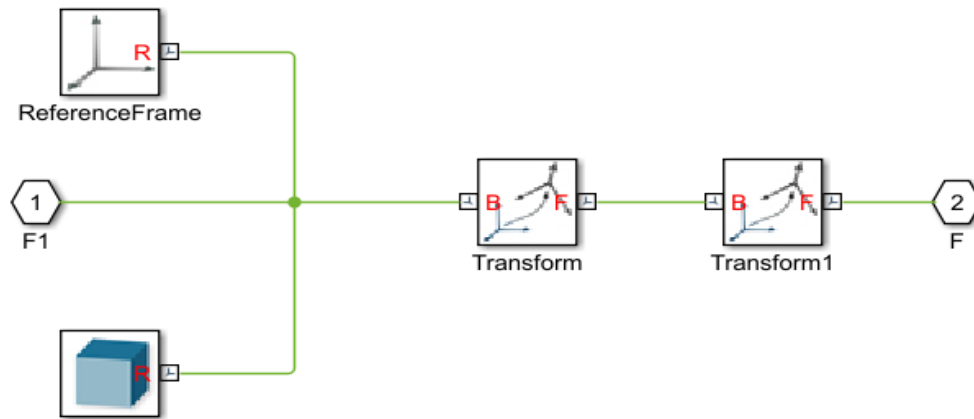 R
ReferenceFrame
1
F1
B F
Transform
B F
Transform1
2
F
R